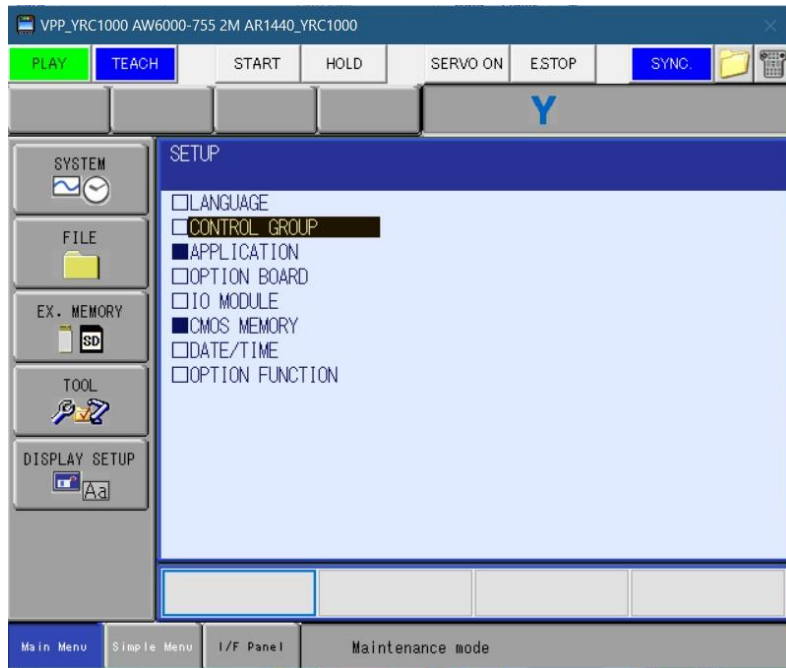 VPP_YRC1000 AW6000-755 2M AR1440_YRC1000
PLAY TEACH START HOLD SERVO ON E.STOP SYNC.
Y
SYSTEM
FILE
EX. MEMORY
SD
TOOL
DISPLAY SETUP
Aa
SETUP
LANGUAGE
CONTROL GROUP
APPLICATION
OPTION BOARD
IO MODULE
CMOS MEMORY
DATE/TIME
OPTION FUNCTION
Main Menu Simple Menu I/F Panel Maintenance mode